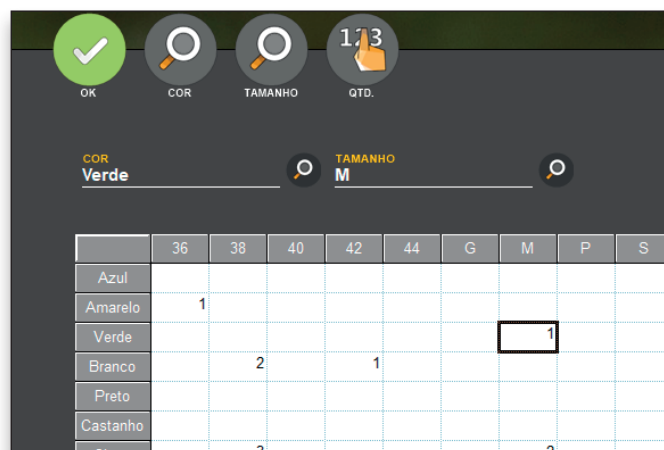 123
OK COR TAMANHO QTD.
COR TAMANHO
Verde M
36 38 40 42 44 G M P S
Azul
Amarelo 1
Verde 1
Branco 2 1
Preto
Castanho